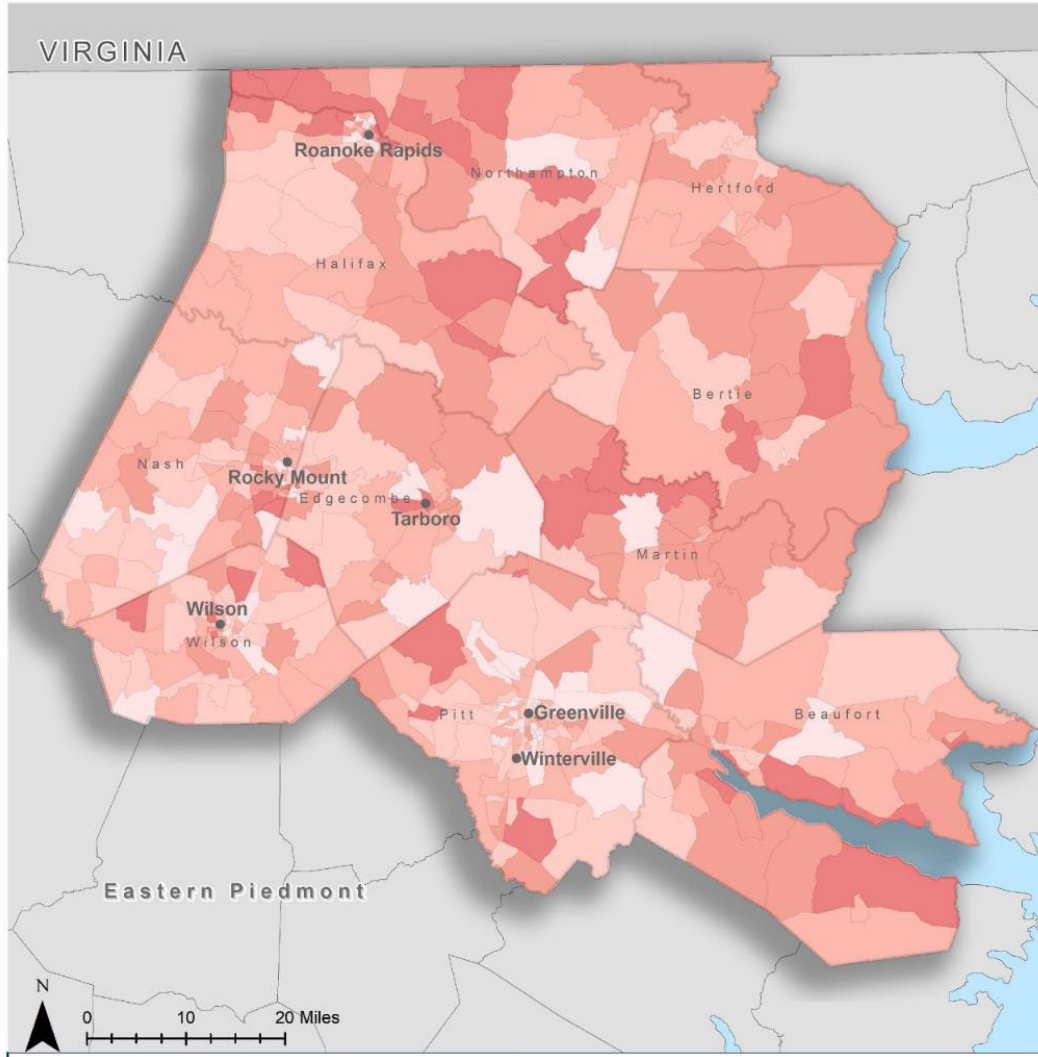 VIRGINIA
Roanoke Rapids
Northampton
Hertford
Halifax
Bertie
Nash
Rocky Mount
Edgecombe
Tarboro
Martin
Wilson
Wilson
Pitt
Greenville
Beaufort
Winterville
Eastern Piedmont
N
0 10 20 Miles